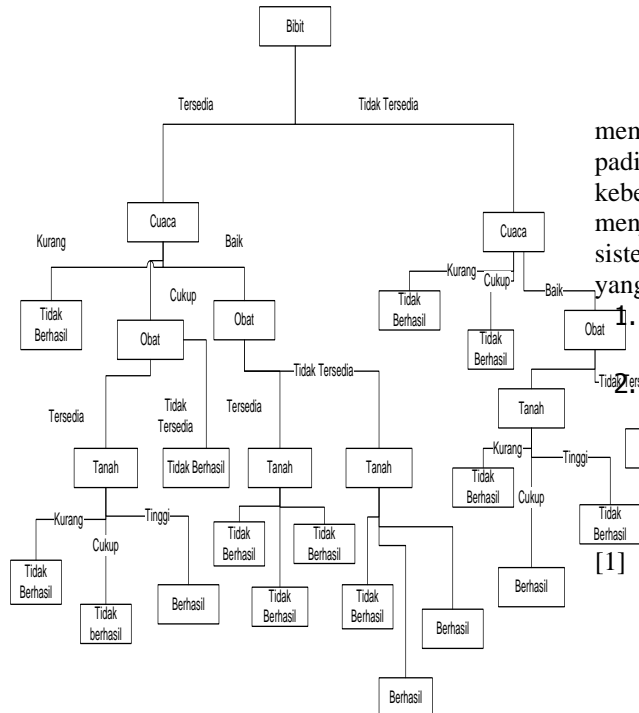 Bibit
Tersedia
Tidak Tersedia
Cuaca
Cuaca
Kurang
Baik
Cukup
Kurang
Cukup
Baik
Tidak
Berhasil
Obat
Obat
Tidak
Berhasil
Tidak
Berhasil
Obat
Tersedia
Tidak
Tersedia
Tersedia
Tidak Tersedia
Tanah
Tidak Berhasil
Tanah
Tanah
Tanah
Kurang
Cukup
Tinggi
Kurang
Cukup
Tinggi
Tidak
Berhasil
Tidak
berhasil
Berhasil
Tidak
Berhasil
Tidak
Berhasil
Tidak
Berhasil
Tidak
Berhasil
Berhasil
Berhasil
Tidak
Berhasil
Berhasil
Tidak
Berhasil
mem
padi
kebe
siste
yang
1.
2.
[1]